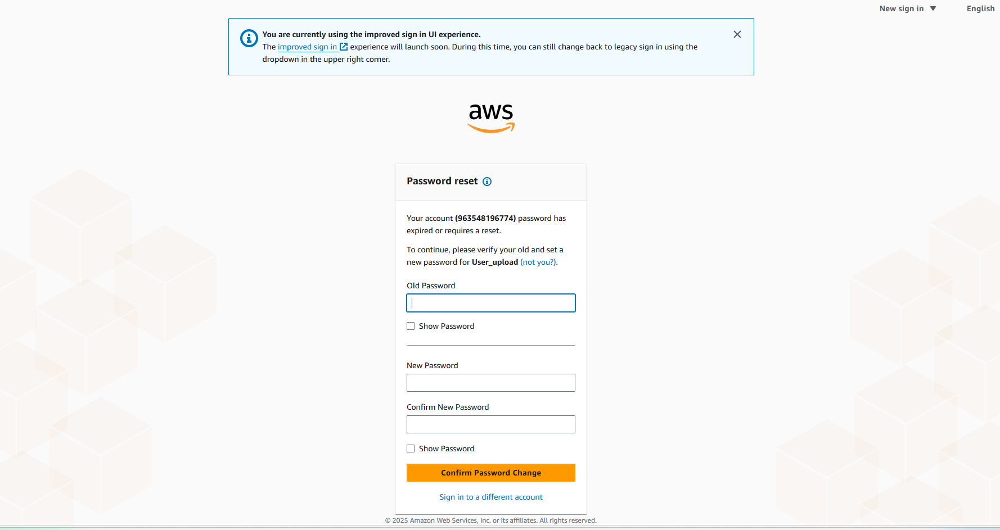 New sign in
English
You are currently using the improved sign in UI experience.
The improved sign in experience will launch soon. During this time, you can still change back to legacy sign in using the
dropdown in the upper right corner.
aws
Password reset
Your account (963548196774) password has
expired or requires a reset.
To continue, please verify your old and set a
new password for User_upload (not you?).
Old Password
Show Password
New Password
Confirm New Password
Show Password
Confirm Password Change
Sign in to a different account
© 2025 Amazon Web Services, Inc. or its affiliates. All rights reserved.